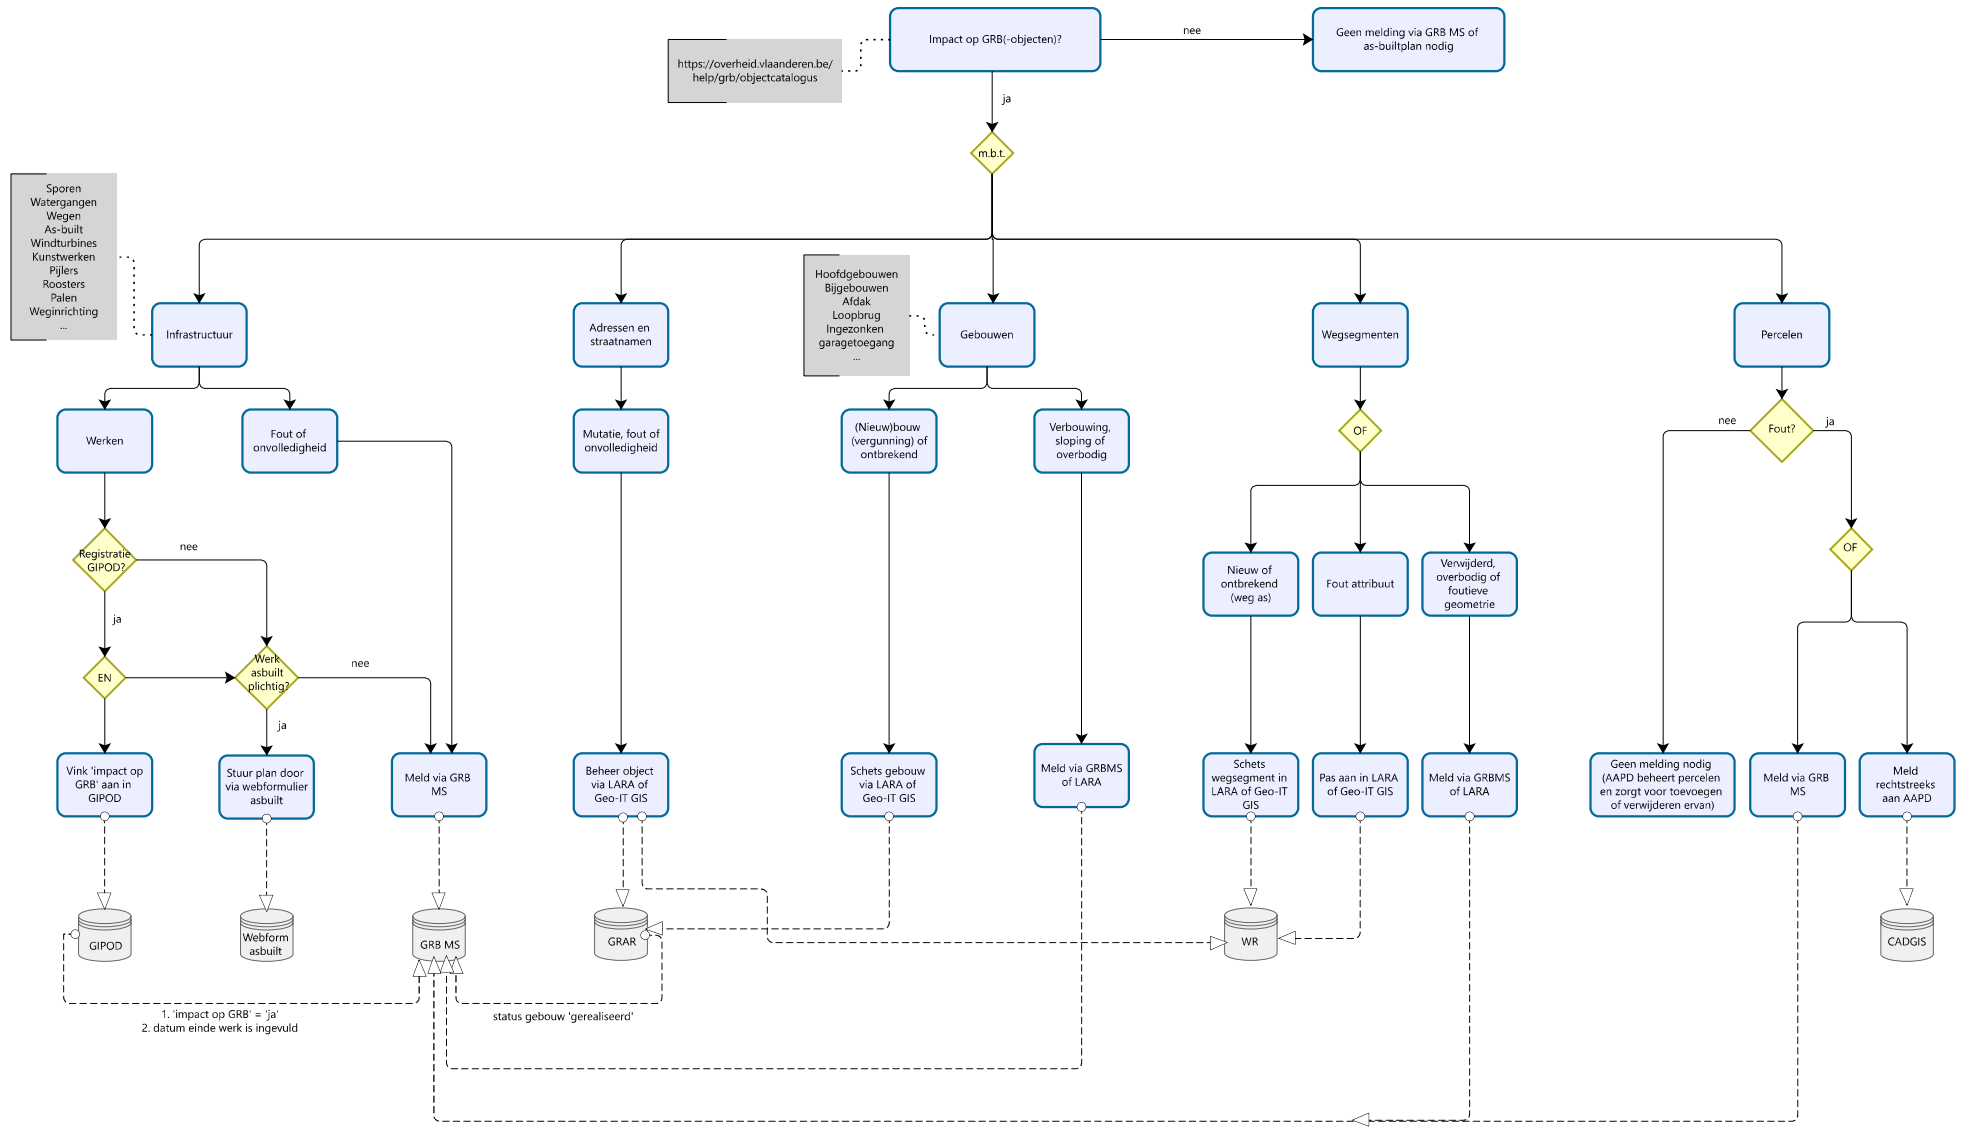 Impact op GRB(-objecten)?
nee
Geen melding via GRB MS of
as-builtplan nodig
https://overheid.vlaanderen.be/
help/grb/objectcatalogus
ja
m.b.t.
Sporen
Watergangen
Wegen
As-built
Windturbines
Kunstwerken
Pijlers
Roosters
Palen
Weginrichting
...
Hoofdgebouwen
Bijgebouwen
Afdak
Loopbrug
Ingezonken
garagetoegang
...
Infrastructuur
Adressen en
straatnamen
Gebouwen
Wegsegmenten
Percelen
Werken
Fout of
onvolledigheid
Mutatie, fout of
onvolledigheid
(Nieuw)bouw
(vergunning) of
ontbrekend
Verbouwing,
sloping of
overbodig
OF
nee
Fout?
ja
Registratie
GIPOD?
nee
ja
Nieuw of
ontbrekend
(weg as)
Fout attribuut
Verwijderd,
overbodig of
foutieve
geometrie
OF
EN
Werk
asbuilt
plichtig?
nee
ja
Vink 'impact op
GRB' aan in
GIPOD
Stuur plan door
via webformulier
asbuilt
Meld via GRB
MS
Beheer object
via LARA of
Geo-IT GIS
Schets gebouw
via LARA of
Geo-IT GIS
Meld via GRBMS
of LARA
Schets
wegsegment in
LARA of Geo-IT
GIS
Pas aan in LARA
of Geo-IT GIS
Meld via GRBMS
of LARA
Geen melding nodig
(AAPD beheert percelen
en zorgt voor toevoegen
of verwijderen ervan)
Meld via GRB
MS
Meld
rechtstreeks
aan AAPD
GIPOD
Webform
asbuilt
GRB MS
GRAR
WR
CADGIS
1. 'impact op GRB' = 'ja'
2. datum einde werk is ingevuld
status gebouw 'gerealiseerd'